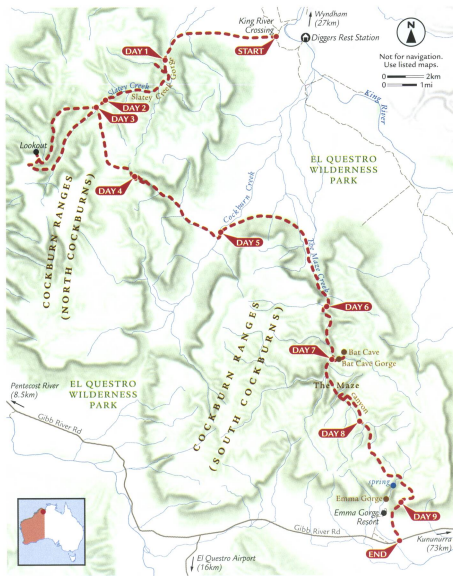 King River
Crossing
START
Wyndham
(27km)
Diggers Rest Station
N
Not for navigation.
Use listed maps.
0 2km
0 1mi
King River
DAY 1
Slatey Creek Gorge
Slatey Creek
DAY 2
DAY 3
Lookout
DAY 4
COCKBURN RANGES
(NORTH COCKBURNS)
EL QUESTRO
WILDERNESS
PARK
Cockburn Creek
DAY 5
The Maze Creek
DAY 6
COCKBURN RANGES
(SOUTH COCKBURNS)
DAY 7
Bat Cave
Bat Cave Gorge
The Maze
Canyon
DAY 8
Pentecost River
(8.5km)
EL QUESTRO
WILDERNESS
PARK
Gibb River Rd
spring
Emma Gorge
Emma Gorge
Resort
DAY 9
Gibb River Rd
Kununurra
(73km)
END
El Questro Airport
(16km)